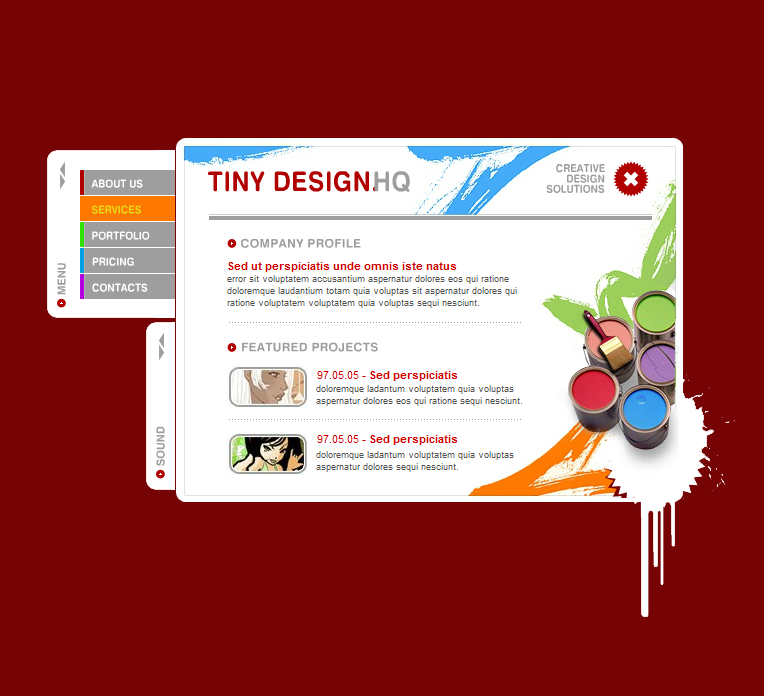 TINY DESIGN.HQ
CREATIVE
DESIGN
SOLUTIONS
ABOUT US
SERVICES
PORTFOLIO
PRICING
CONTACTS
MENU
SOUND
COMPANY PROFILE
Sed ut perspiciatis unde omnis iste natus
error sit voluptatem accusantium aspernatur dolores eos qui ratione
doloremque laudantium totam quia voluptas sit aspernatur dolores qui
ratione voluptatem voluptatem quia voluptas sequi nesciunt.
FEATURED PROJECTS
97.05.05 - Sed perspiciatis
doloremque ladantum voluptatem quia voluptas
aspernatur dolores eos qui ratione sequi nesciunt.
97.05.05 - Sed perspiciatis
doloremque ladantum voluptatem quia voluptas
aspernatur dolores sequi nesciunt.